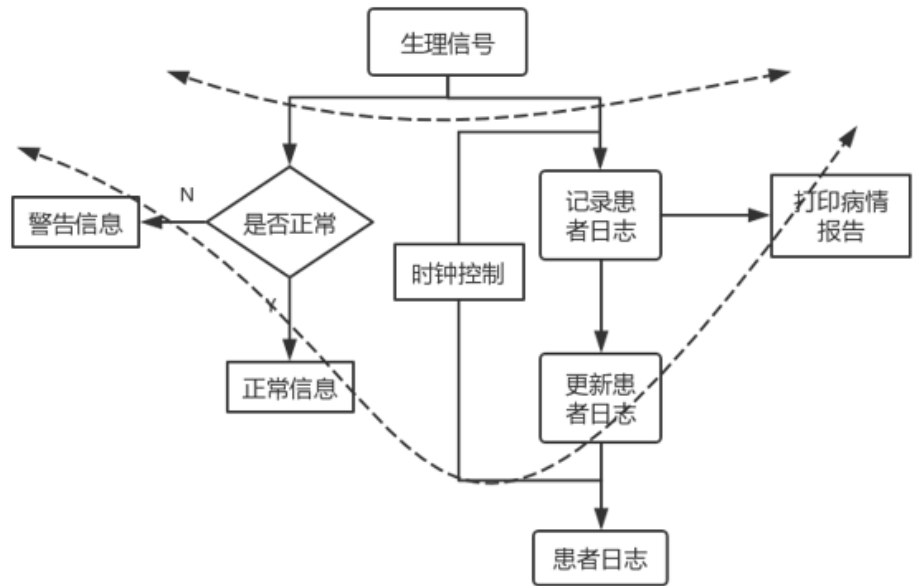 生理信号
N
警告信息
是否正常
记录患
者日志
打印病情
报告
时钟控制
Y
正常信息
更新患
者日志
患者日志